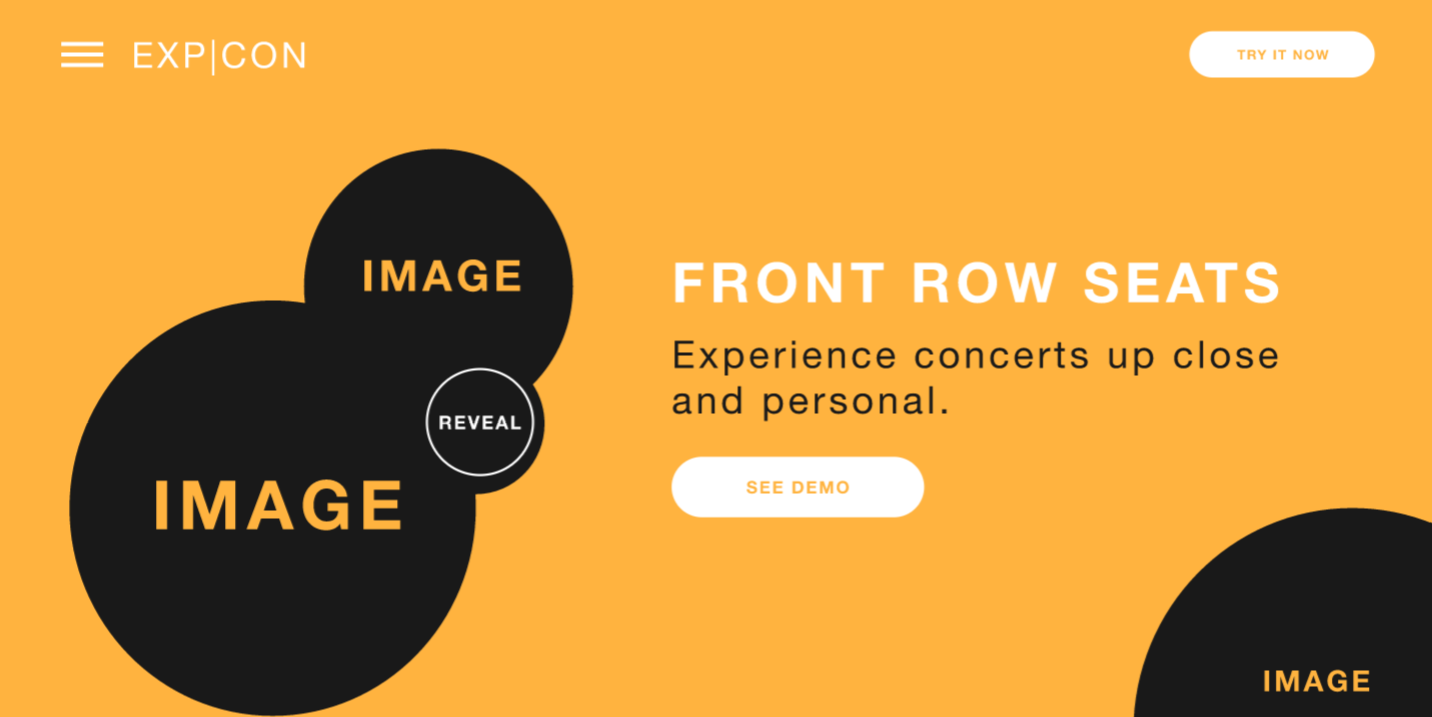 EXP|CON
TRY IT NOW
IMAGE
FRONT ROW SEATS
Experience concerts up close
and personal.
REVEAL
IMAGE
SEE DEMO
IMAGE